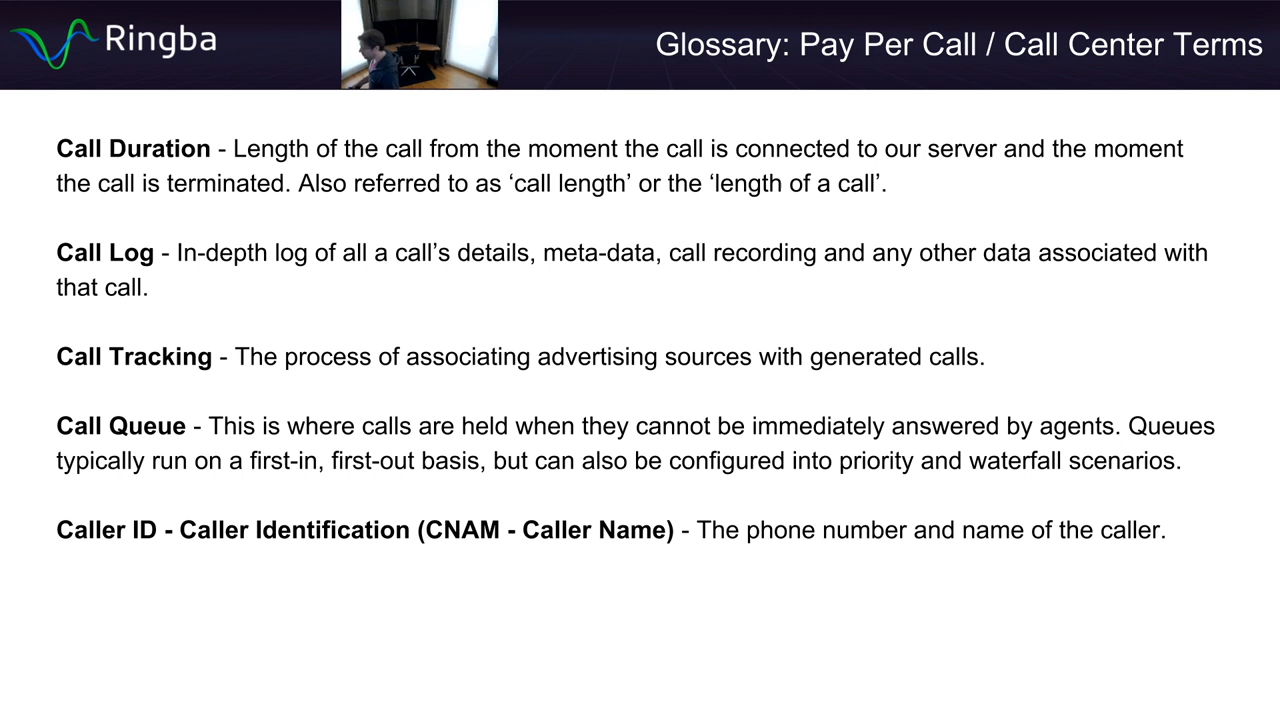 Ringba
Glossary: Pay Per Call / Call Center Terms
Call Duration - Length of the call from the moment the call is connected to our server and the moment
the call is terminated. Also referred to as ‘call length’ or the ‘length of a call’.
Call Log - In-depth log of all a call’s details, meta-data, call recording and any other data associated with
that call.
Call Tracking - The process of associating advertising sources with generated calls.
Call Queue - This is where calls are held when they cannot be immediately answered by agents. Queues
typically run on a first-in, first-out basis, but can also be configured into priority and waterfall scenarios.
Caller ID - Caller Identification (CNAM - Caller Name) - The phone number and name of the caller.